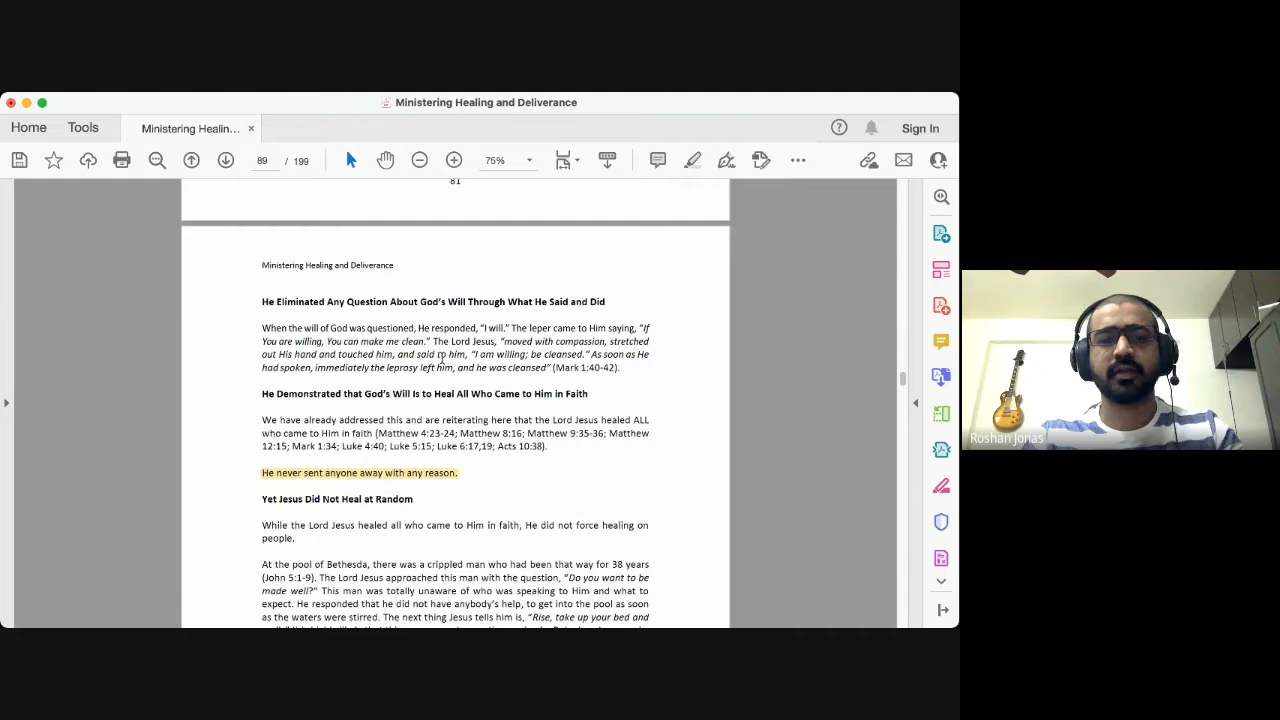 Ministering Healing and Deliverance
Home
Tools
Ministering Healin...
×
Sign In
89 / 199
75%
81
Ministering Healing and Deliverance
He Eliminated Any Question About God's Will Through What He Said and Did
When the will of God was questioned, He responded, "I will." The leper came to Him saying, "If
You are willing, You can make me clean." The Lord Jesus, "moved with compassion, stretched
out His hand and touched him, and said to him, "I am willing; be cleansed." As soon as He
had spoken, immediately the leprosy left him, and he was cleansed" (Mark 1:40-42).
He Demonstrated that God's Will Is to Heal All Who Came to Him in Faith
We have already addressed this and are reiterating here that the Lord Jesus healed ALL
who came to Him in faith (Matthew 4:23-24; Matthew 8:16; Matthew 9:35-36; Matthew
12:15; Mark 1:34; Luke 4:40; Luke 5:15; Luke 6:17,19; Acts 10:38).
He never sent anyone away with any reason.
Yet Jesus Did Not Heal at Random
While the Lord Jesus healed all who came to Him in faith, He did not force healing on
people.
At the pool of Bethesda, there was a crippled man who had been that way for 38 years
(John 5:1-9). The Lord Jesus approached this man with the question, "Do you want to be
made well?" This man was totally unaware of who was speaking to Him and what to
expect. He responded that he did not have anybody's help, to get into the pool as soon
as the waters were stirred. The next thing Jesus tells him is, "Rise, take up your bed and
Roshan Jonas